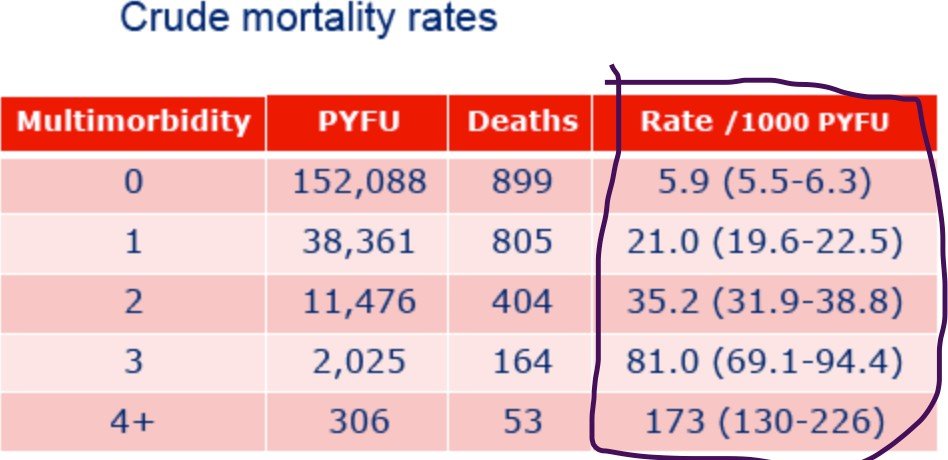 Crude mortality rates
Multimorbidity PYFU Deaths Rate /1000 PYFU
0 152,088 899 5.9 (5.5-6.3)
1 38,361 805 21.0 (19.6-22.5)
2 11,476 404 35.2 (31.9-38.8)
3 2,025 164 81.0 (69.1-94.4)
4+ 306 53 173 (130-226)